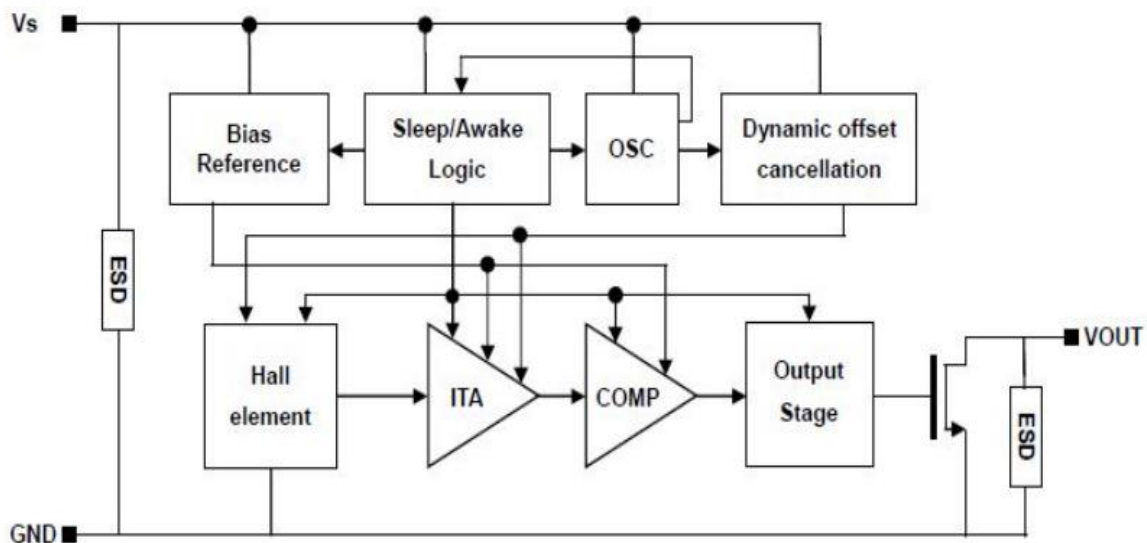 Vs
Bias
Reference
Sleep/Awake
Logic
OSC
Dynamic offset
cancellation
ESD
Hall
element
ITA
COMP
Output
Stage
VOUT
ESD
GND